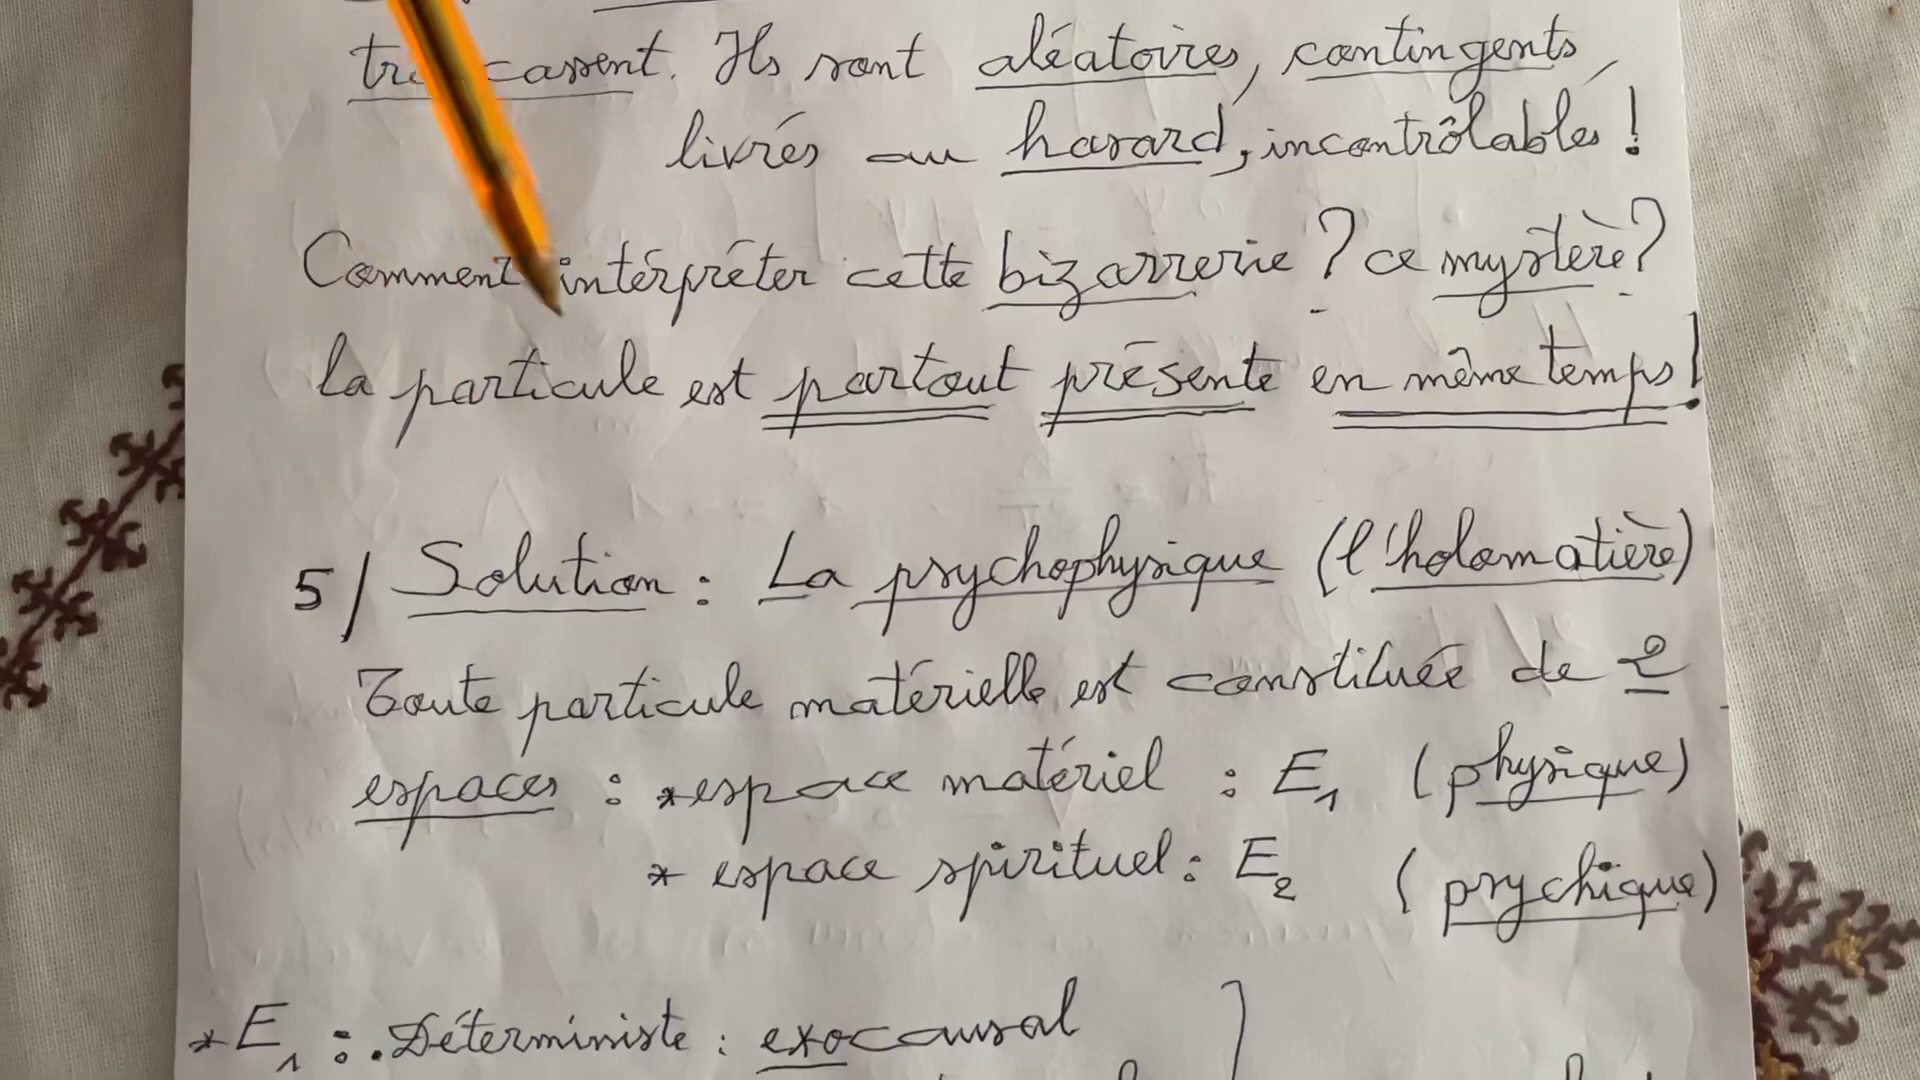 Ils sont aléatoires, contingents,
livrés au hasard, incontrôlables !
Comment intérpréter cette bizarrerie ? ce mystère ?
la particule est partout présente en même temps !
5/ Solution : La psychophysique (l'holomatière)
Toute particule matérielle est constituée de 2
espaces : * espace matériel : E1 (physique)
* espace spirituel : E2 (psychique)
* E1 : . Déterministe : exocausal